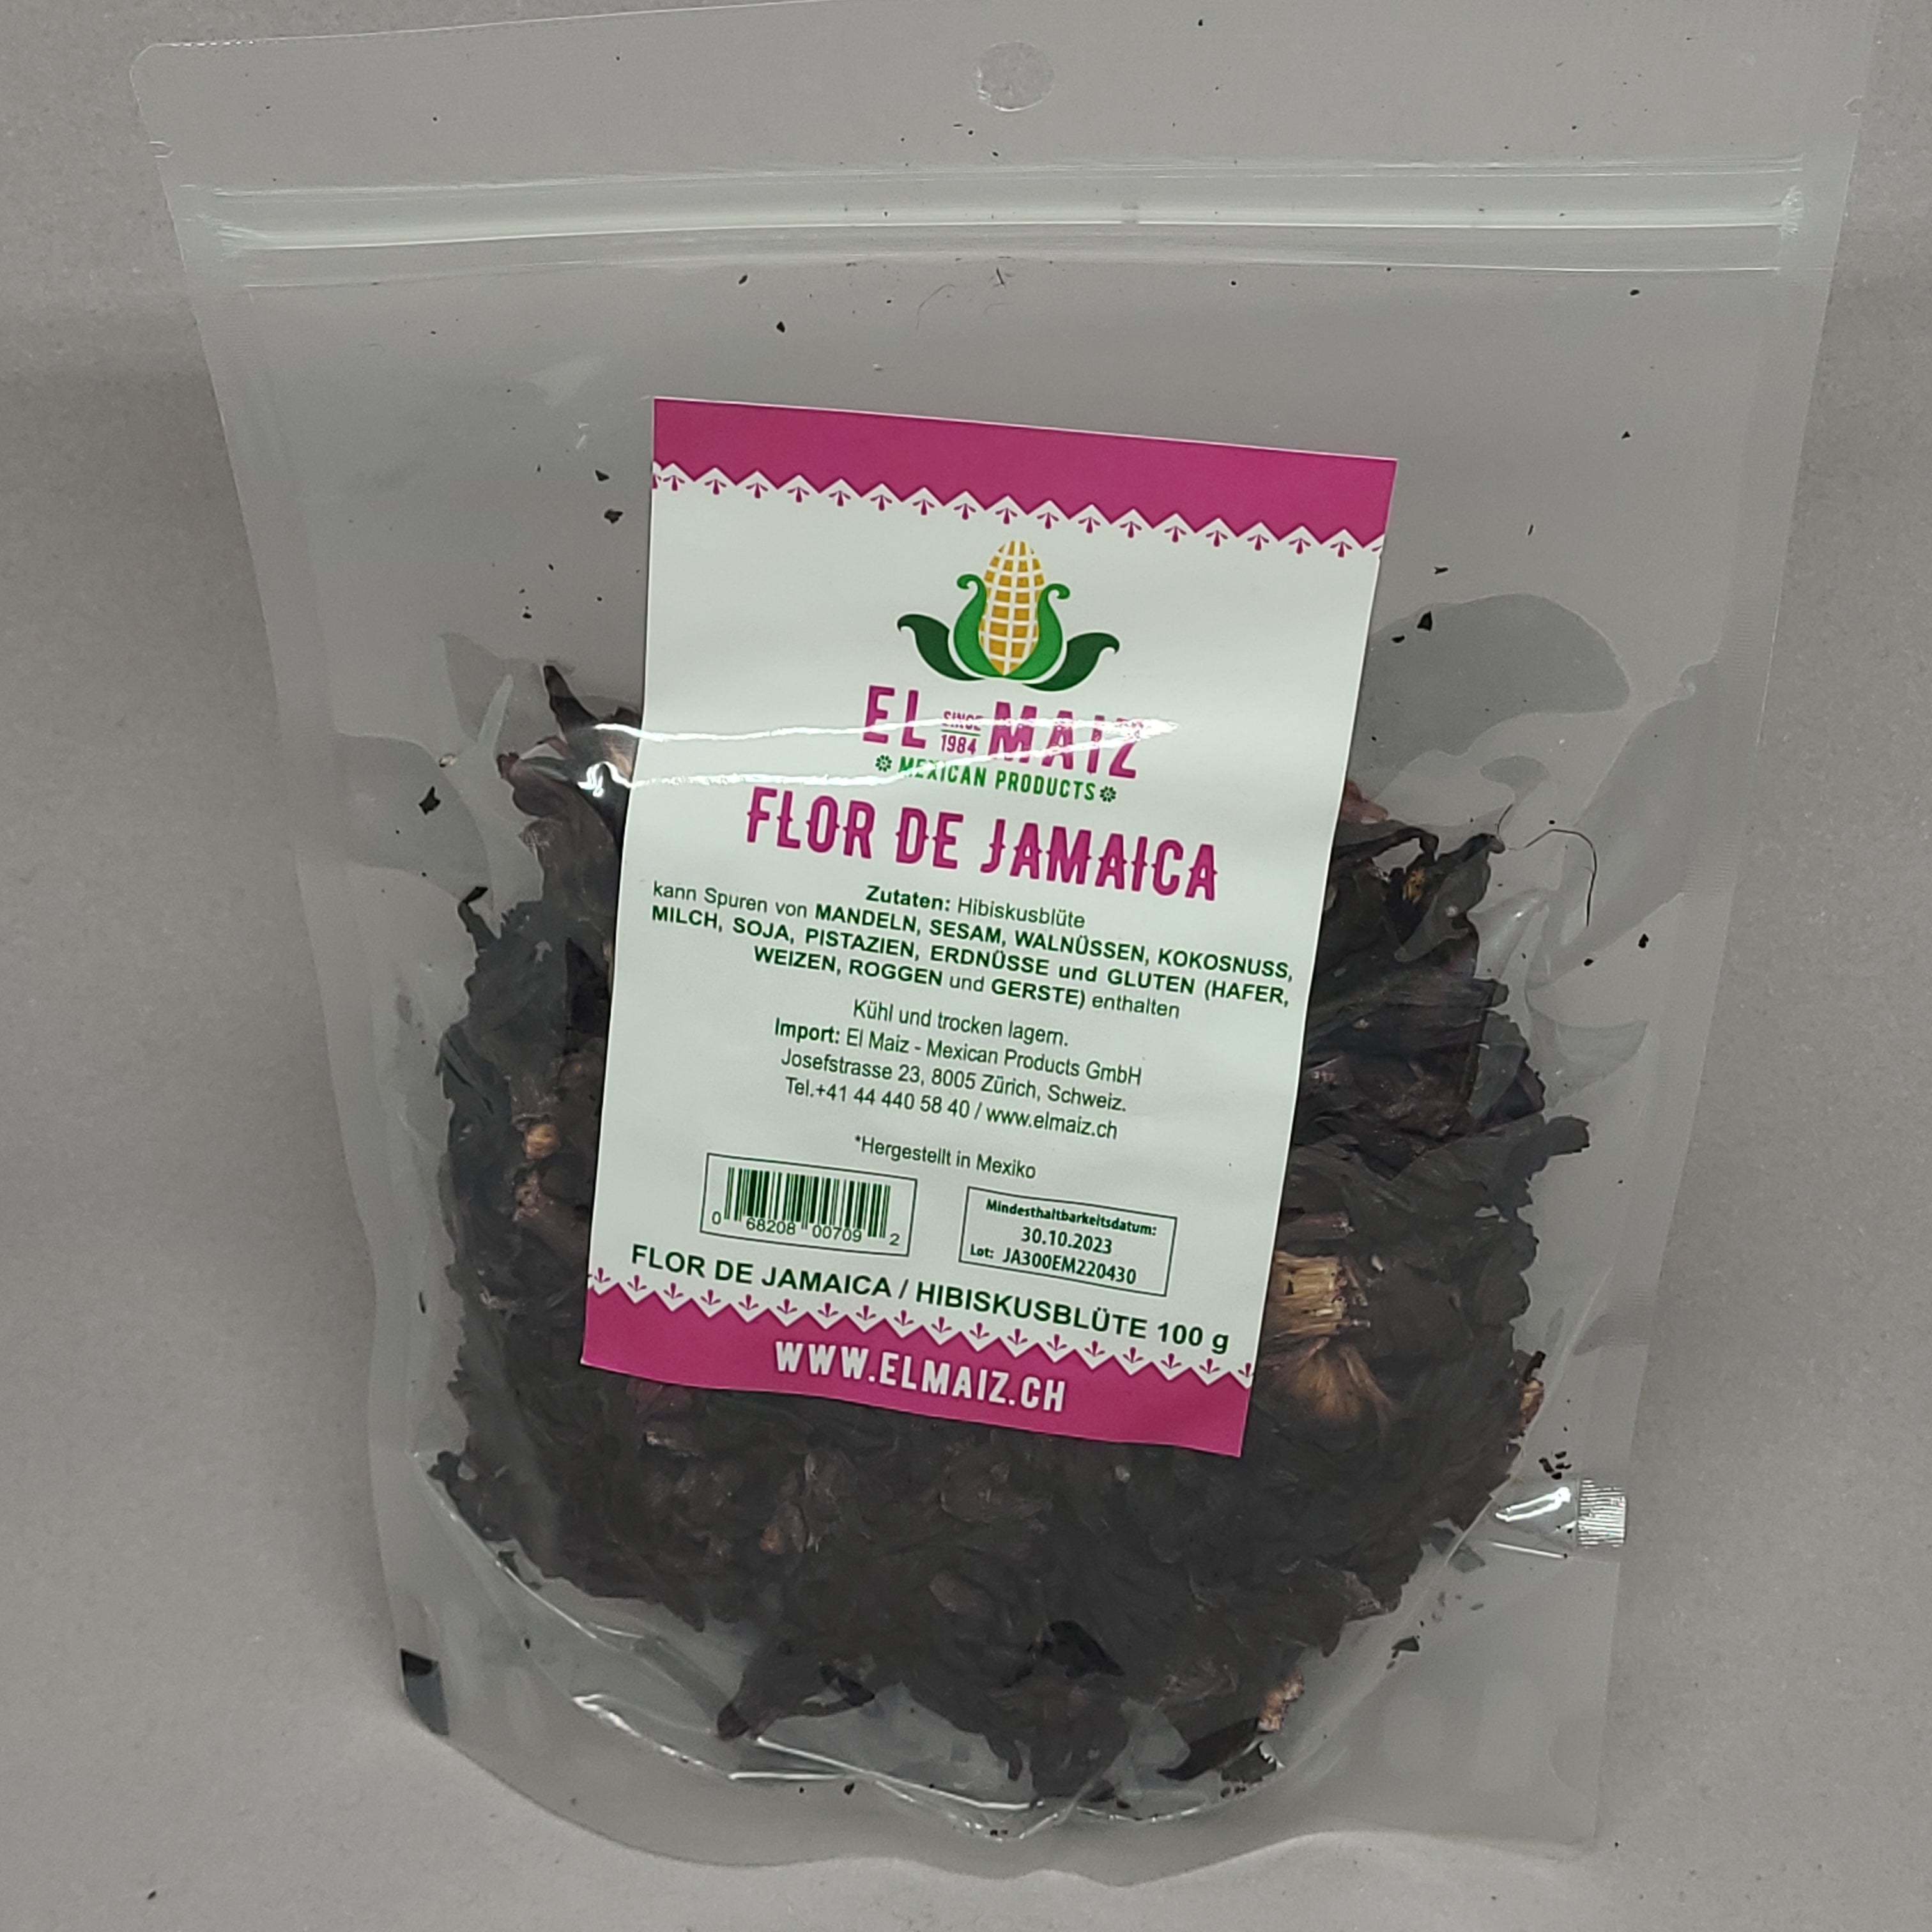 EL SINCE 1984 MAIZ
MEXICAN PRODUCTS
FLOR DE JAMAICA
Zutaten: Hibiskusblüte
kann Spuren von MANDELN, SESAM, WALNÜSSEN, KOKOSNUSS,
MILCH, SOJA, PISTAZIEN, ERDNÜSSE und GLUTEN (HAFER,
WEIZEN, ROGGEN und GERSTE) enthalten
Kühl und trocken lagern.
Import: El Maiz - Mexican Products GmbH
Josefstrasse 23, 8005 Zürich, Schweiz.
Tel.+41 44 440 58 40 / www.elmaiz.ch
*Hergestellt in Mexiko
0 68208 00709 2
Mindesthaltbarkeitsdatum:
30.10.2023
Lot: JA300EM220430
FLOR DE JAMAICA / HIBISKUSBLÜTE 100 g
WWW.ELMAIZ.CH